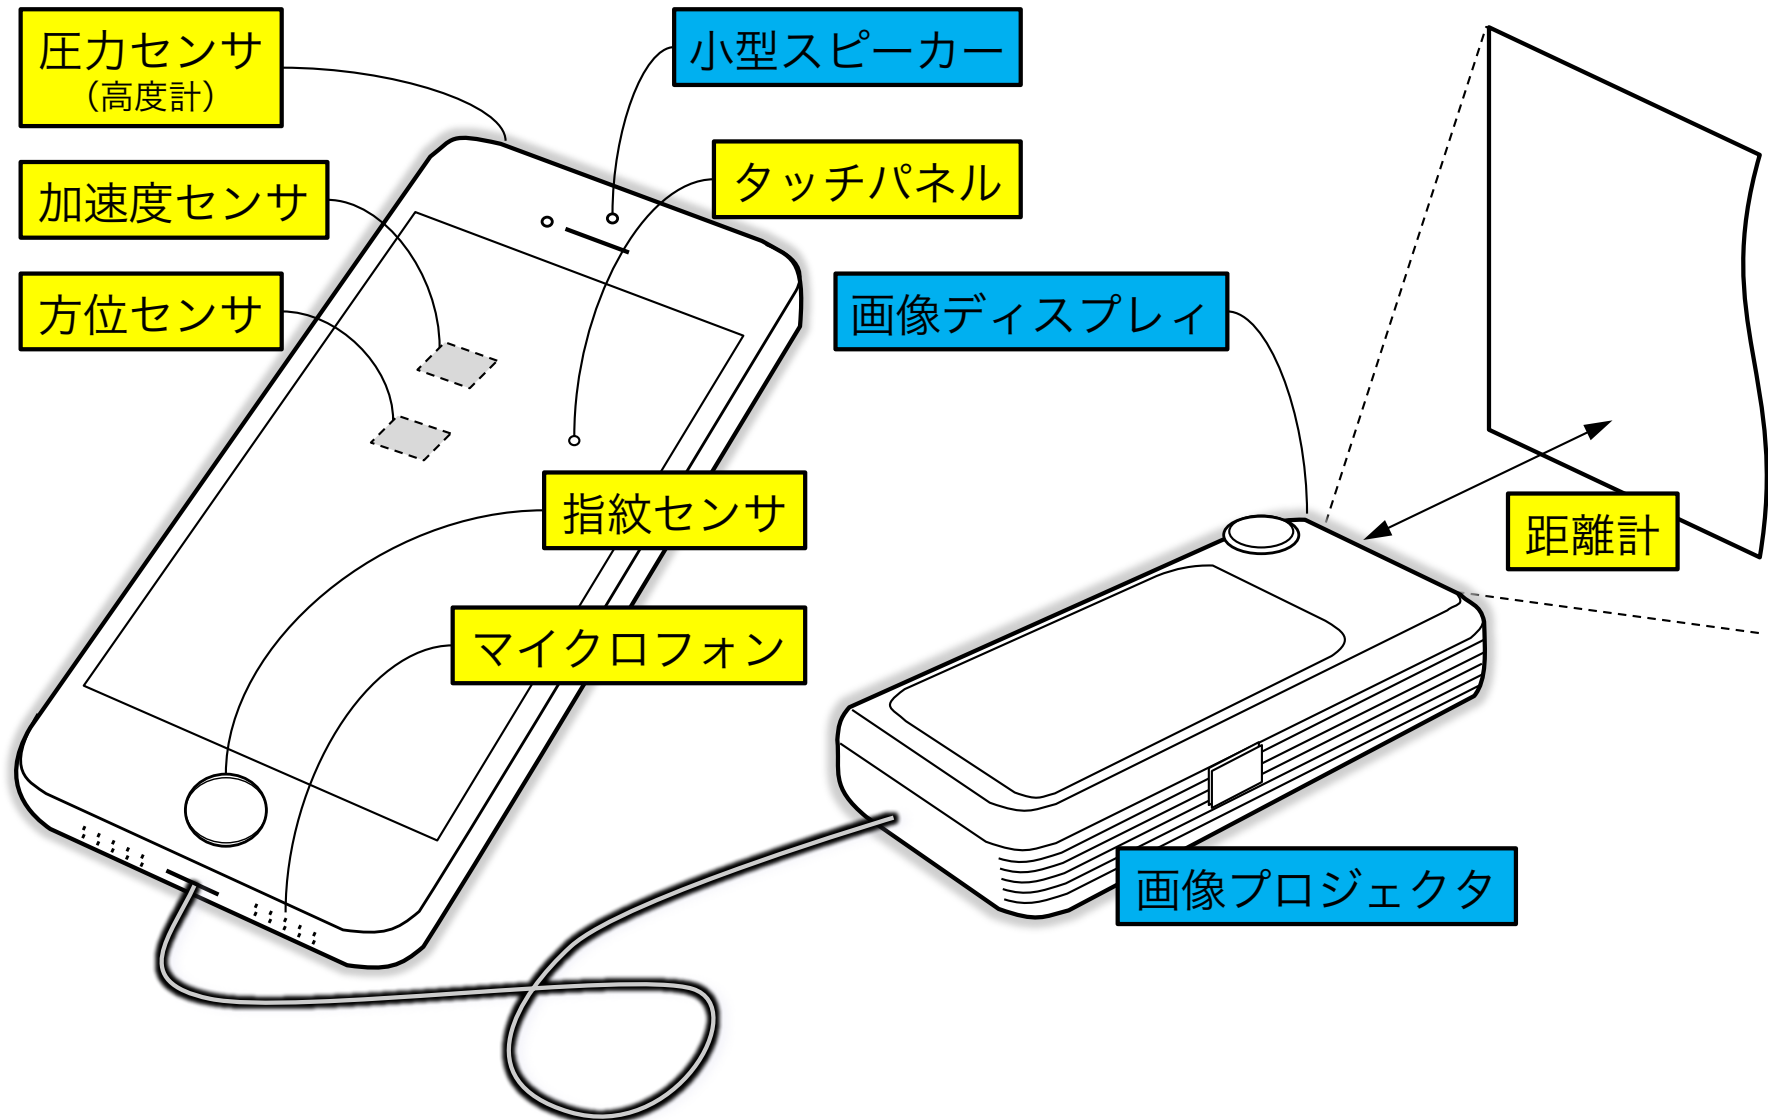 圧力センサ
（高度計）
小型スピーカー
加速度センサ
タッチパネル
方位センサ
画像ディスプレィ
指紋センサ
距離計
マイクロフォン
画像プロジェクタ